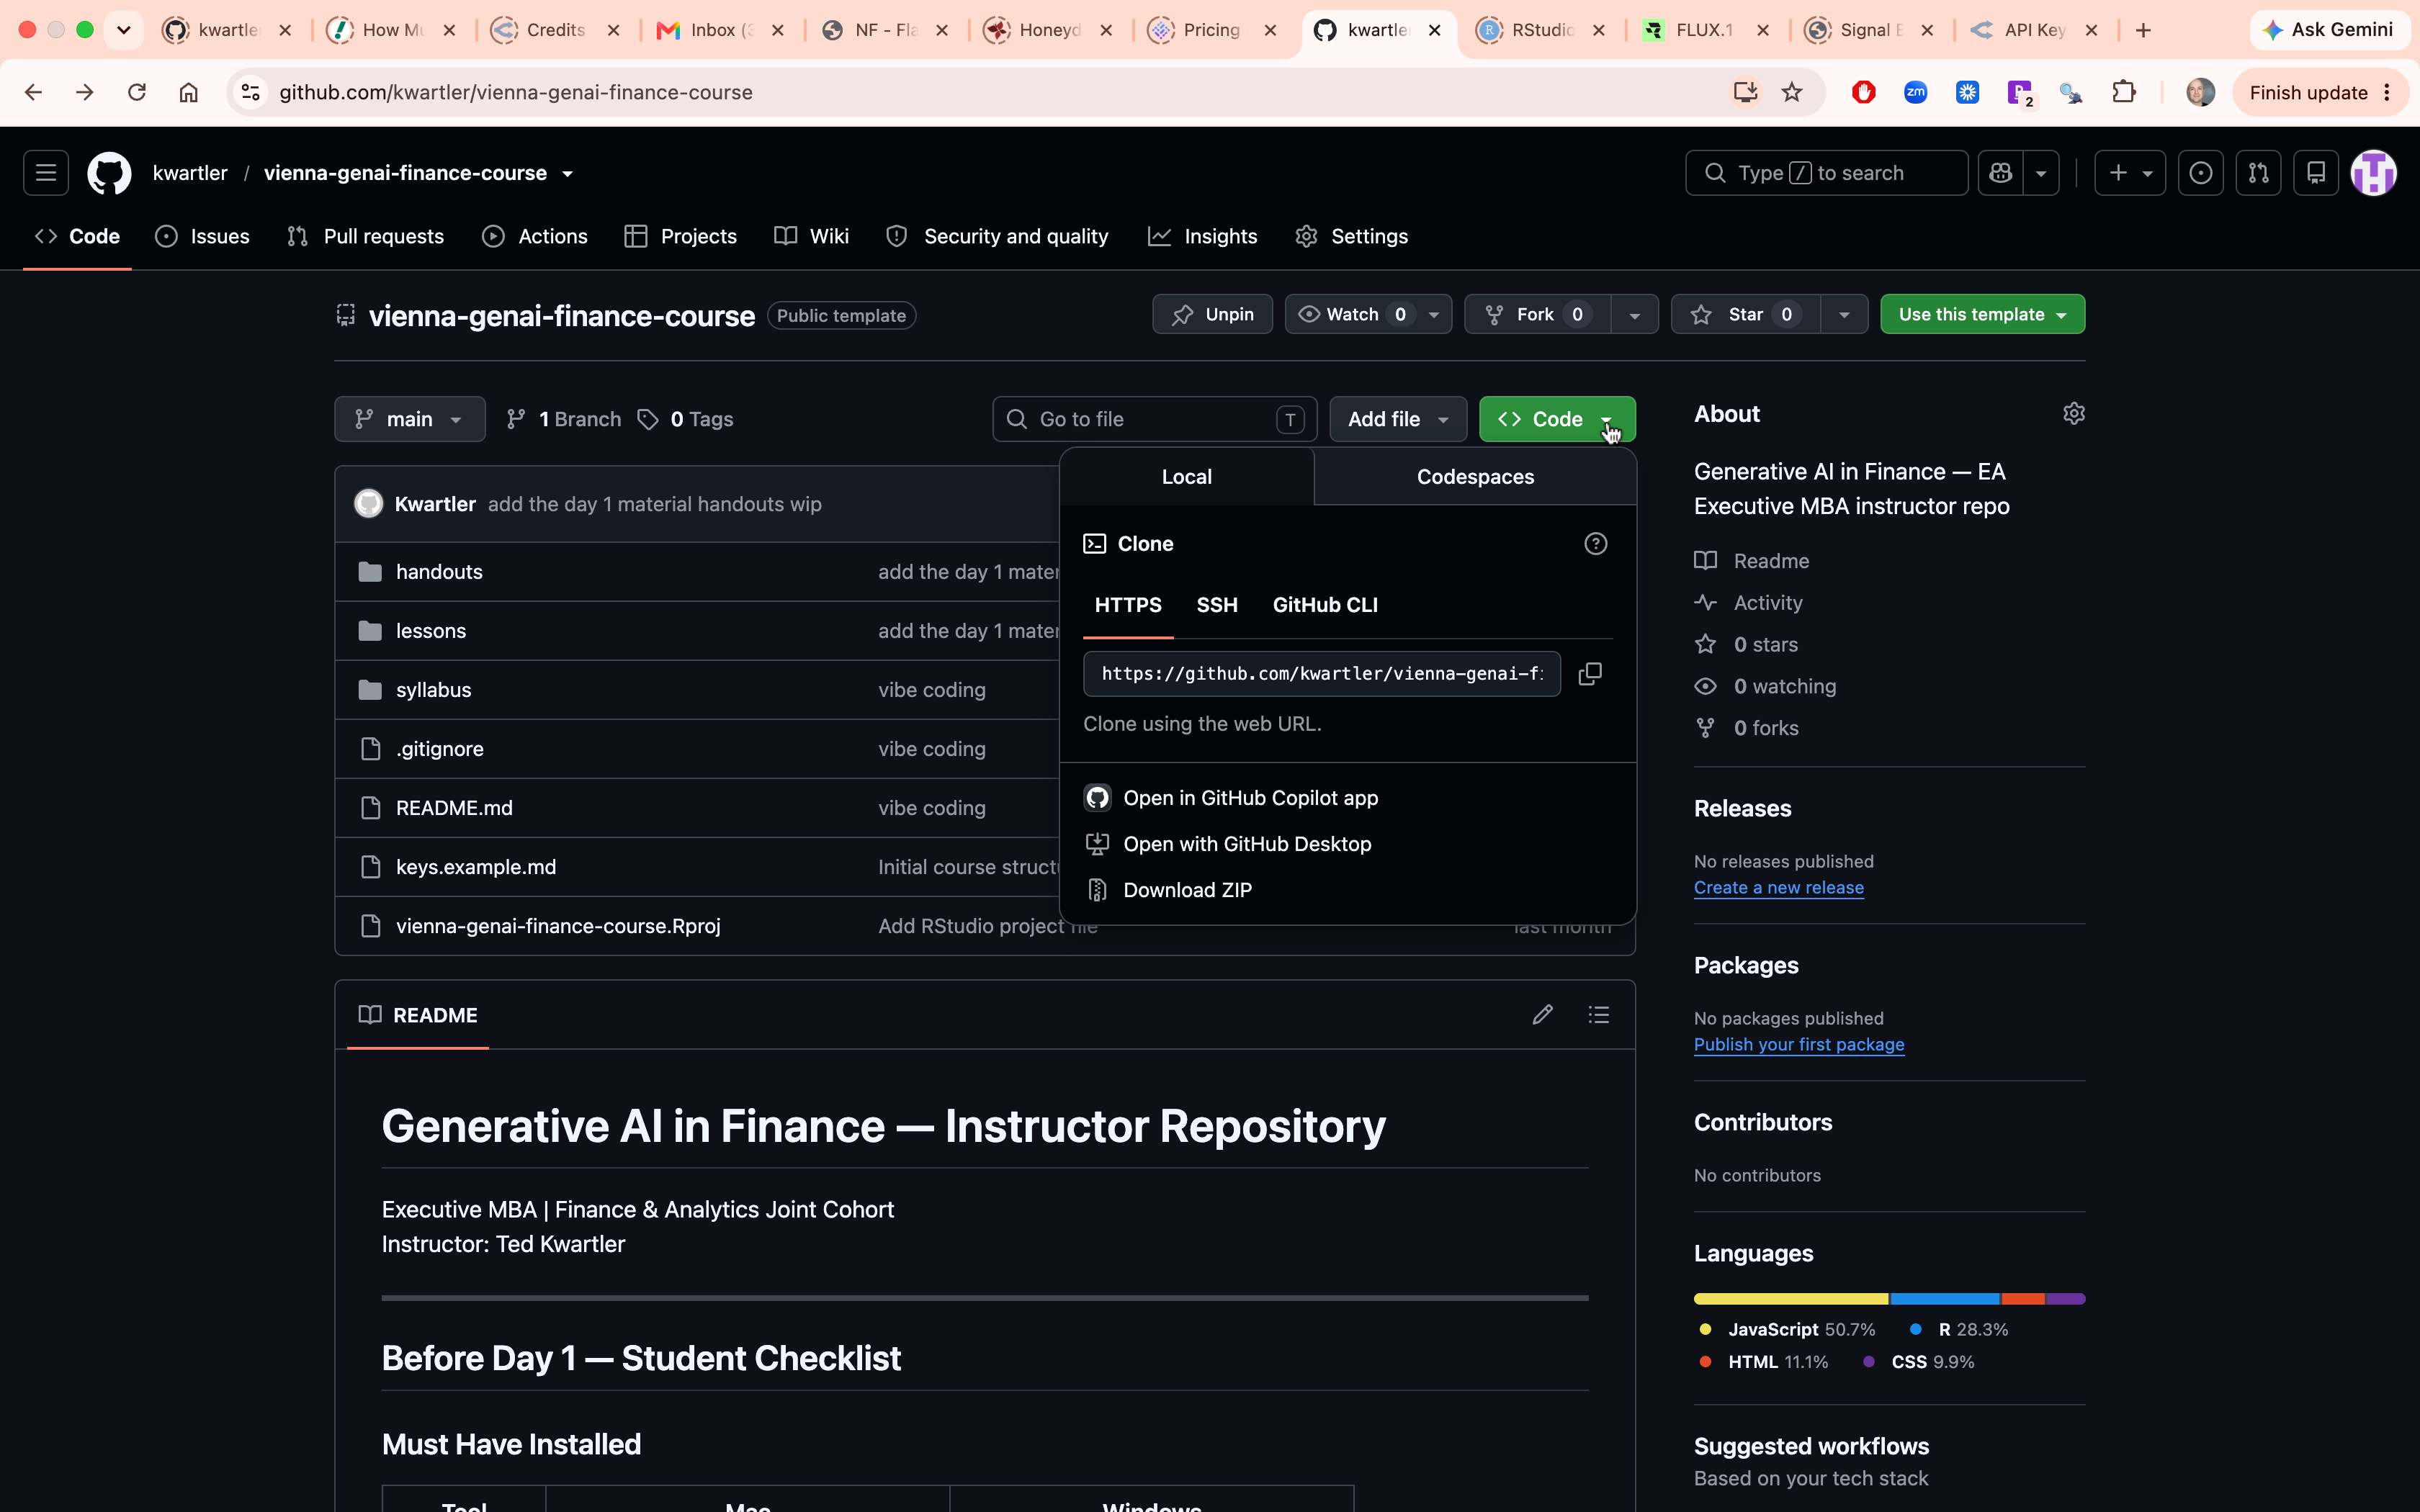 kwartle
How Mu
Credits
Inbox (3
NF - Fla
Honeyd
Pricing
kwartle
RStudio
FLUX.1
Signal E
API Key
Ask Gemini
github.com/kwartler/vienna-genai-finance-course
zm
2
Finish update
kwartler / vienna-genai-finance-course
Type / to search
Code
Issues
Pull requests
Actions
Projects
Wiki
Security and quality
Insights
Settings
vienna-genai-finance-course Public template
Unpin
Watch 0
Fork 0
Star 0
Use this template
main
1 Branch
0 Tags
Go to file T
Add file
Code
Kwartler add the day 1 material handouts wip
handouts add the day 1 mater
lessons add the day 1 mater
syllabus vibe coding
.gitignore vibe coding
README.md vibe coding
keys.example.md Initial course structu
vienna-genai-finance-course.Rproj Add RStudio project file last month
Local
Codespaces
Clone
HTTPS SSH GitHub CLI
https://github.com/kwartler/vienna-genai-f
Clone using the web URL.
Open in GitHub Copilot app
Open with GitHub Desktop
Download ZIP
README
Generative AI in Finance — Instructor Repository
Executive MBA | Finance & Analytics Joint Cohort
Instructor: Ted Kwartler
Before Day 1 — Student Checklist
Must Have Installed
Tool Mac Windows
About
Generative AI in Finance — EA
Executive MBA instructor repo
Readme
Activity
0 stars
0 watching
0 forks
Releases
No releases published
Create a new release
Packages
No packages published
Publish your first package
Contributors
No contributors
Languages
JavaScript 50.7%
R 28.3%
HTML 11.1%
CSS 9.9%
Suggested workflows
Based on your tech stack